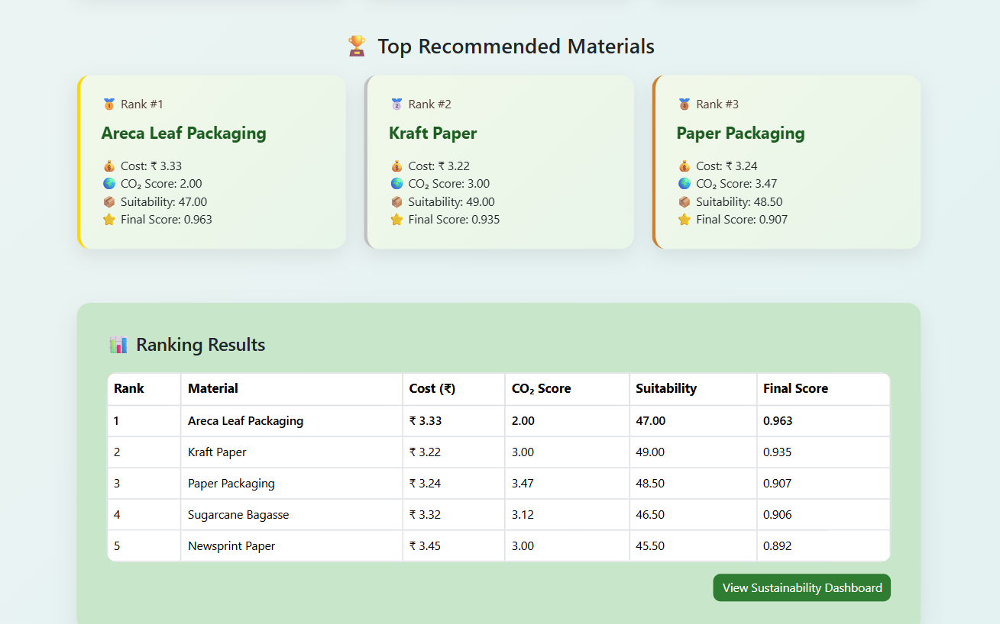 🏆 Top Recommended Materials
🥇 Rank #1
Areca Leaf Packaging
💰 Cost: ₹ 3.33
🌍 CO₂ Score: 2.00
📦 Suitability: 47.00
⭐ Final Score: 0.963
🥈 Rank #2
Kraft Paper
💰 Cost: ₹ 3.22
🌍 CO₂ Score: 3.00
📦 Suitability: 49.00
⭐ Final Score: 0.935
🥉 Rank #3
Paper Packaging
💰 Cost: ₹ 3.24
🌍 CO₂ Score: 3.47
📦 Suitability: 48.50
⭐ Final Score: 0.907
📊 Ranking Results
Rank Material Cost (₹) CO₂ Score Suitability Final Score
1 Areca Leaf Packaging ₹ 3.33 2.00 47.00 0.963
2 Kraft Paper ₹ 3.22 3.00 49.00 0.935
3 Paper Packaging ₹ 3.24 3.47 48.50 0.907
4 Sugarcane Bagasse ₹ 3.32 3.12 46.50 0.906
5 Newsprint Paper ₹ 3.45 3.00 45.50 0.892
View Sustainability Dashboard